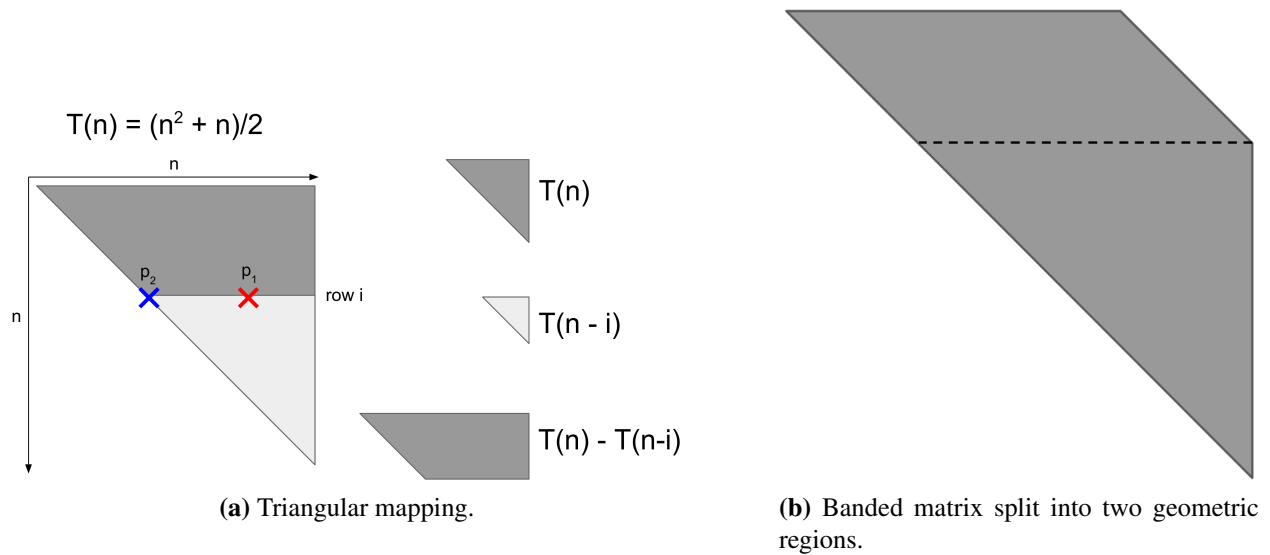 T(n) = (n² + n)/2
n
n
p₂
p₁
row i
T(n)
T(n - i)
T(n) - T(n-i)
(a) Triangular mapping.
(b) Banded matrix split into two geometric
regions.